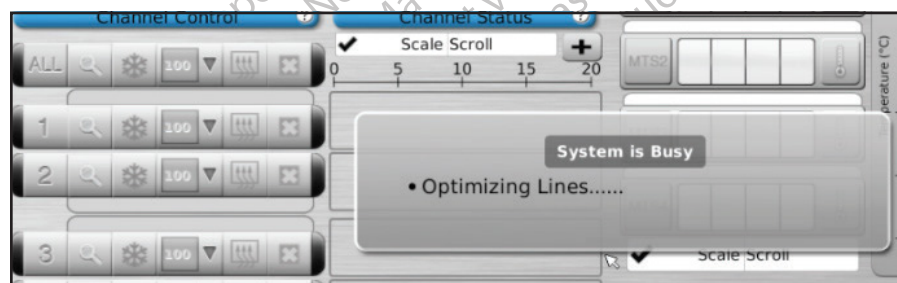 Channel Control ?
Channel Status ?
Scale Scroll
ALL 100
0 5 10 15 20
MTS2
1 100
2 100
3 100
System is Busy
• Optimizing Lines......
Scale Scroll
(°C)